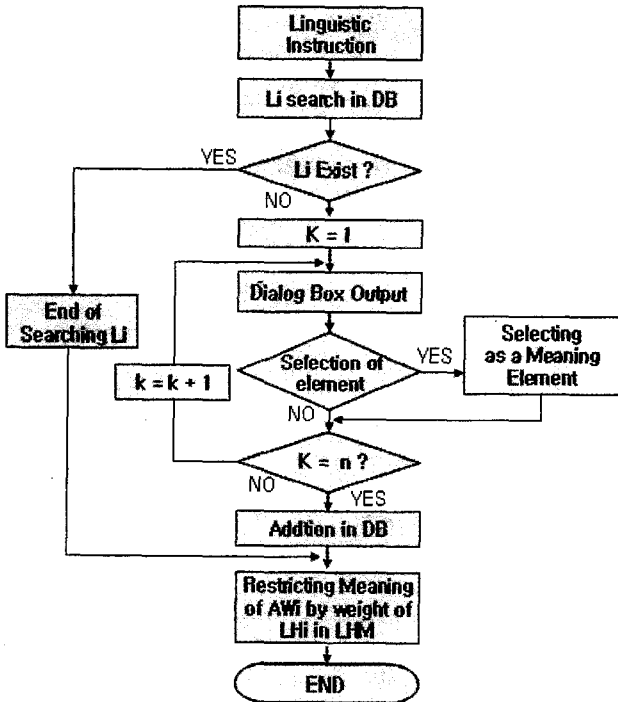 Linguistic
Instruction
Li search in DB
YES
Li Exist ?
NO
K = 1
Dialog Box Output
End of
Searching Li
Selecting
as a Meaning
Element
Selection of
element
YES
k = k + 1
NO
K = n ?
NO
YES
Addtion in DB
Restricting Meaning
of AWi by weight of
LHi in LHM
END